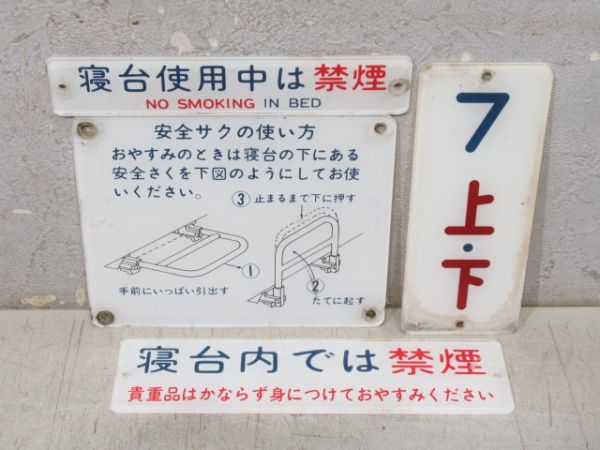 寝台使用中は禁煙
NO SMOKING IN BED
安全サクの使い方
おやすみのときは寝台の下にある
安全さくを下図のようにしてお使
いください。
③止まるまで下に押す
①
手前にいっぱい引出す
②
たてに起す
7
上・下
寝台内では禁煙
貴重品はかならず身につけておやすみください